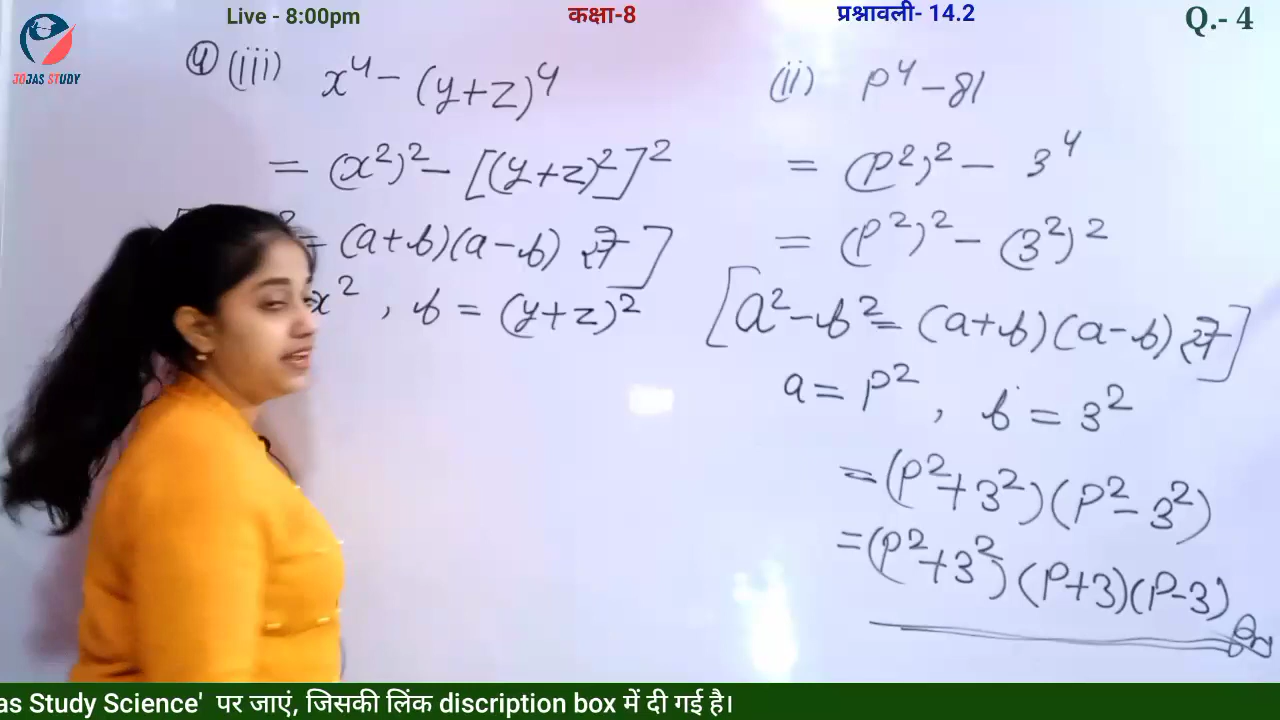 Live - 8:00pm
कक्षा-8
प्रश्नावली- 14.2
Q.- 4
JOJAS STUDY
④ (iii) x⁴ - (y+z)⁴
= (x²)² - [(y+z)²]²
= (a+b)(a-b) से]
x² , b = (y+z)²
(ii) p⁴ - 81
= (p²)² - 3⁴
= (p²)² - (3²)²
[a²-b² = (a+b)(a-b) से]
a = p² , b = 3²
= (p²+3²)(p²-3²)
= (p²+3²)(p+3)(p-3)
as Study Science' पर जाएं, जिसकी लिंक discription box में दी गई है।